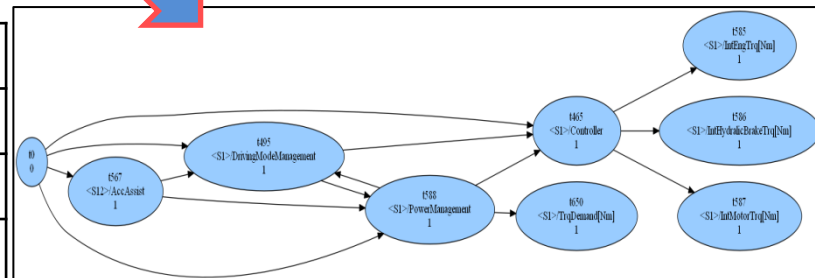 t0
0
t567
<S12>/AccAssist
1
t495
<S1>/DrivingModeManagement
1
t588
<S1>/PowerManagement
1
t465
<S1>/Controller
1
t650
<S1>/TrqDemand[Nm]
1
t585
<S1>/IntEngTrq[Nm]
1
t586
<S1>/IntHydralicBrakeTrq[Nm]
1
t587
<S1>/IntMotorTrq[Nm]
1